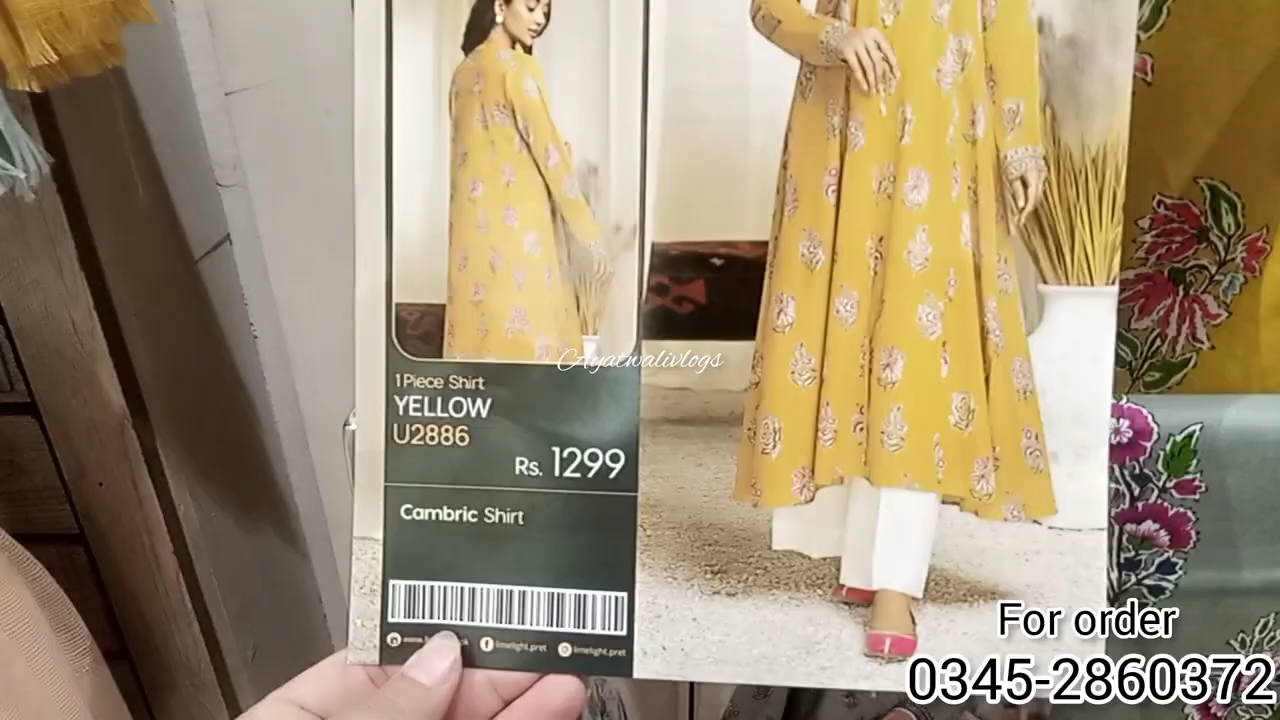 Ayatwalivlogs
1 Piece Shirt
YELLOW
U2886
Rs. 1299
Cambric Shirt
limelight.pret
limelight.pret
For order
0345-2860372